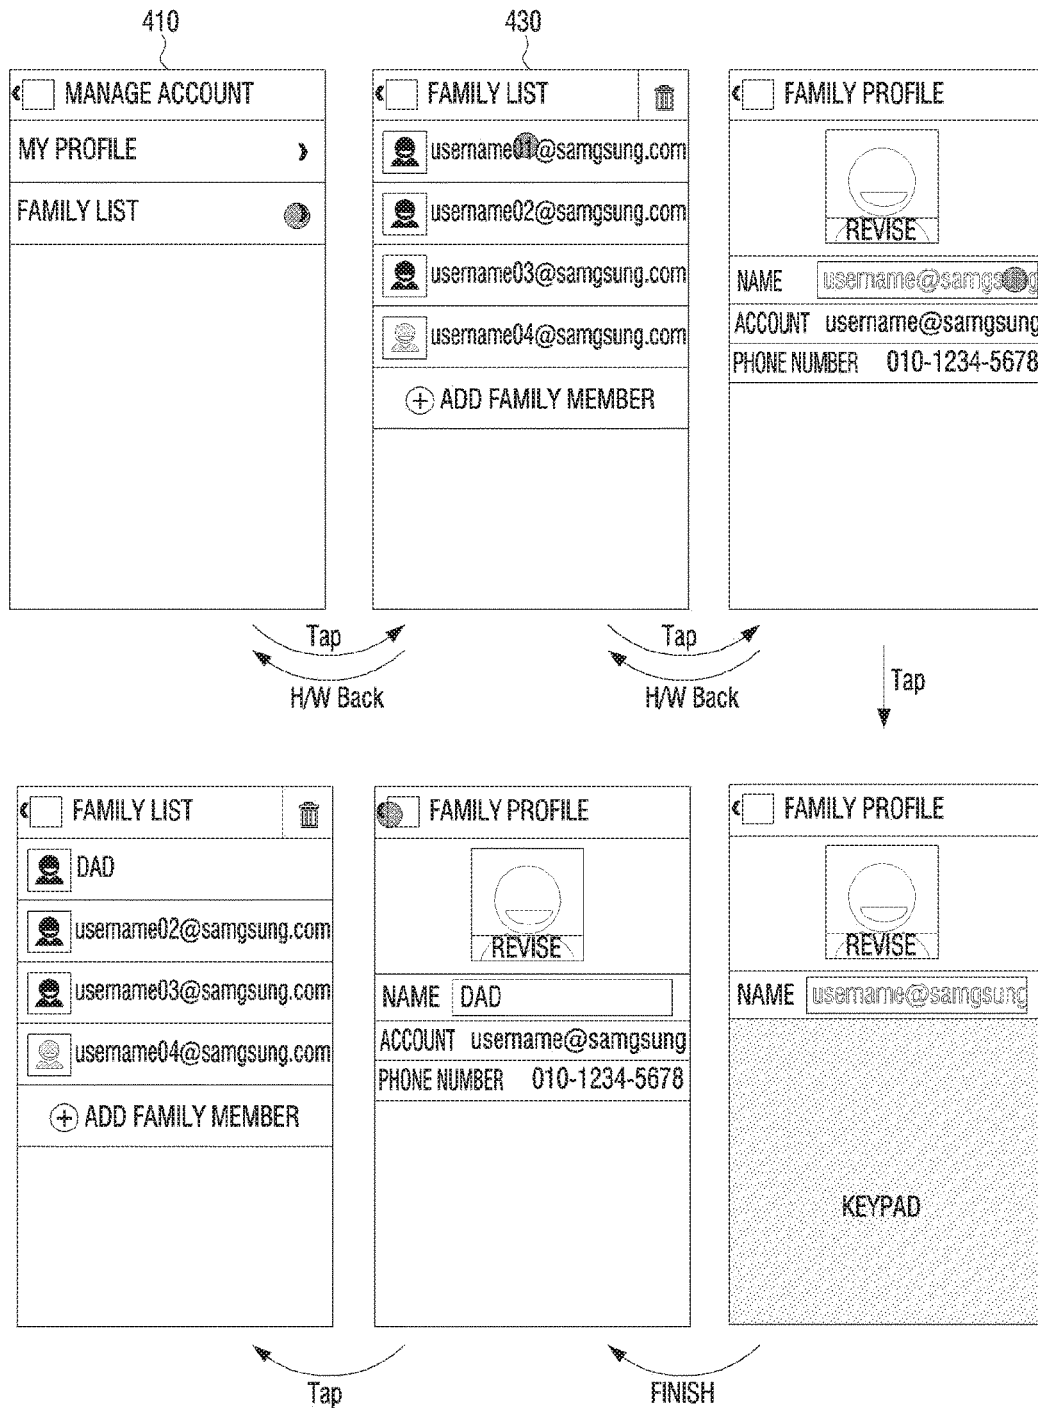 410
430
MANAGE ACCOUNT
MY PROFILE
FAMILY LIST
FAMILY LIST
username01@samgsung.com
username02@samgsung.com
username03@samgsung.com
username04@samgsung.com
ADD FAMILY MEMBER
FAMILY PROFILE
REVISE
NAME username@samgsung
ACCOUNT username@samgsung
PHONE NUMBER 010-1234-5678
Tap
H/W Back
Tap
H/W Back
Tap
FAMILY LIST
DAD
username02@samgsung.com
username03@samgsung.com
username04@samgsung.com
ADD FAMILY MEMBER
FAMILY PROFILE
REVISE
NAME DAD
ACCOUNT username@samgsung
PHONE NUMBER 010-1234-5678
FAMILY PROFILE
REVISE
NAME username@samgsung
KEYPAD
Tap
FINISH